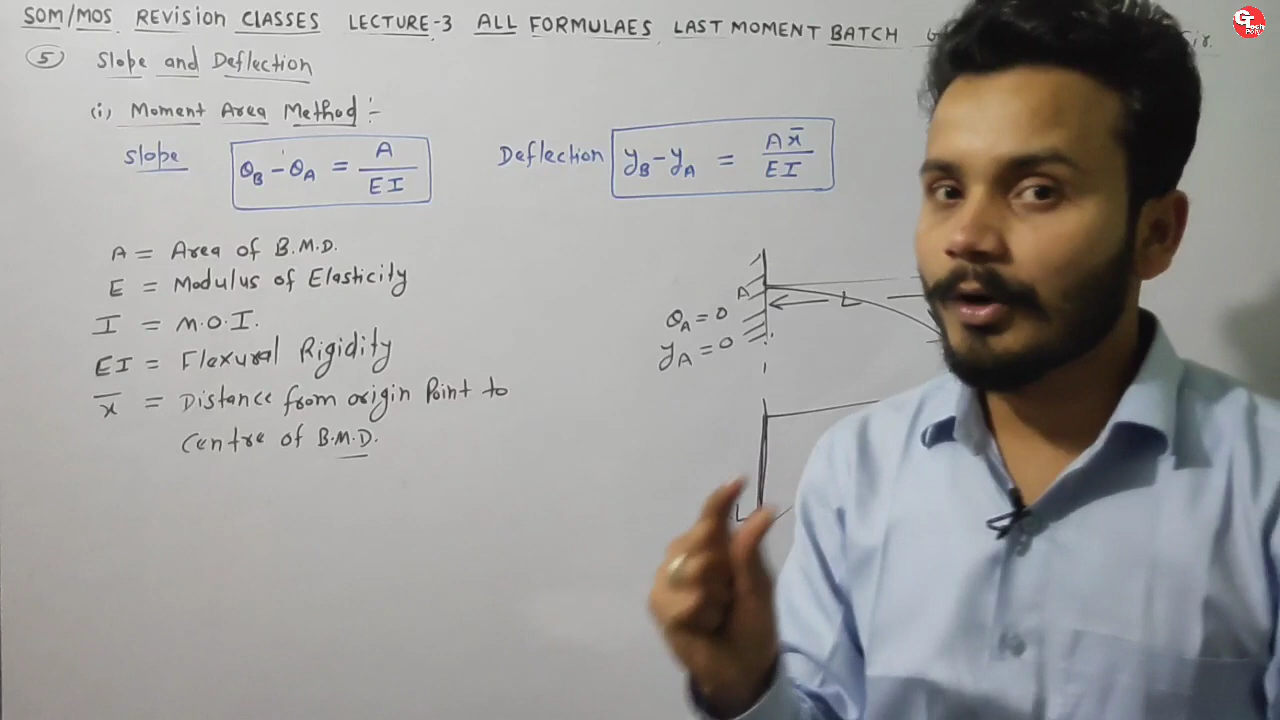 SOM/MOS REVISION CLASSES LECTURE-3 ALL FORMULAES LAST MOMENT BATCH
5 Slope and Deflection
(i) Moment Area Method :-
Slope θB - θA = A / EI Deflection yB - yA = A x̄ / EI
A = Area of B.M.D.
E = Modulus of Elasticity
I = M.O.I.
EI = Flexural Rigidity
x̄ = Distance from origin Point to
Centre of B.M.D.
A
L
θA = 0
yA = 0